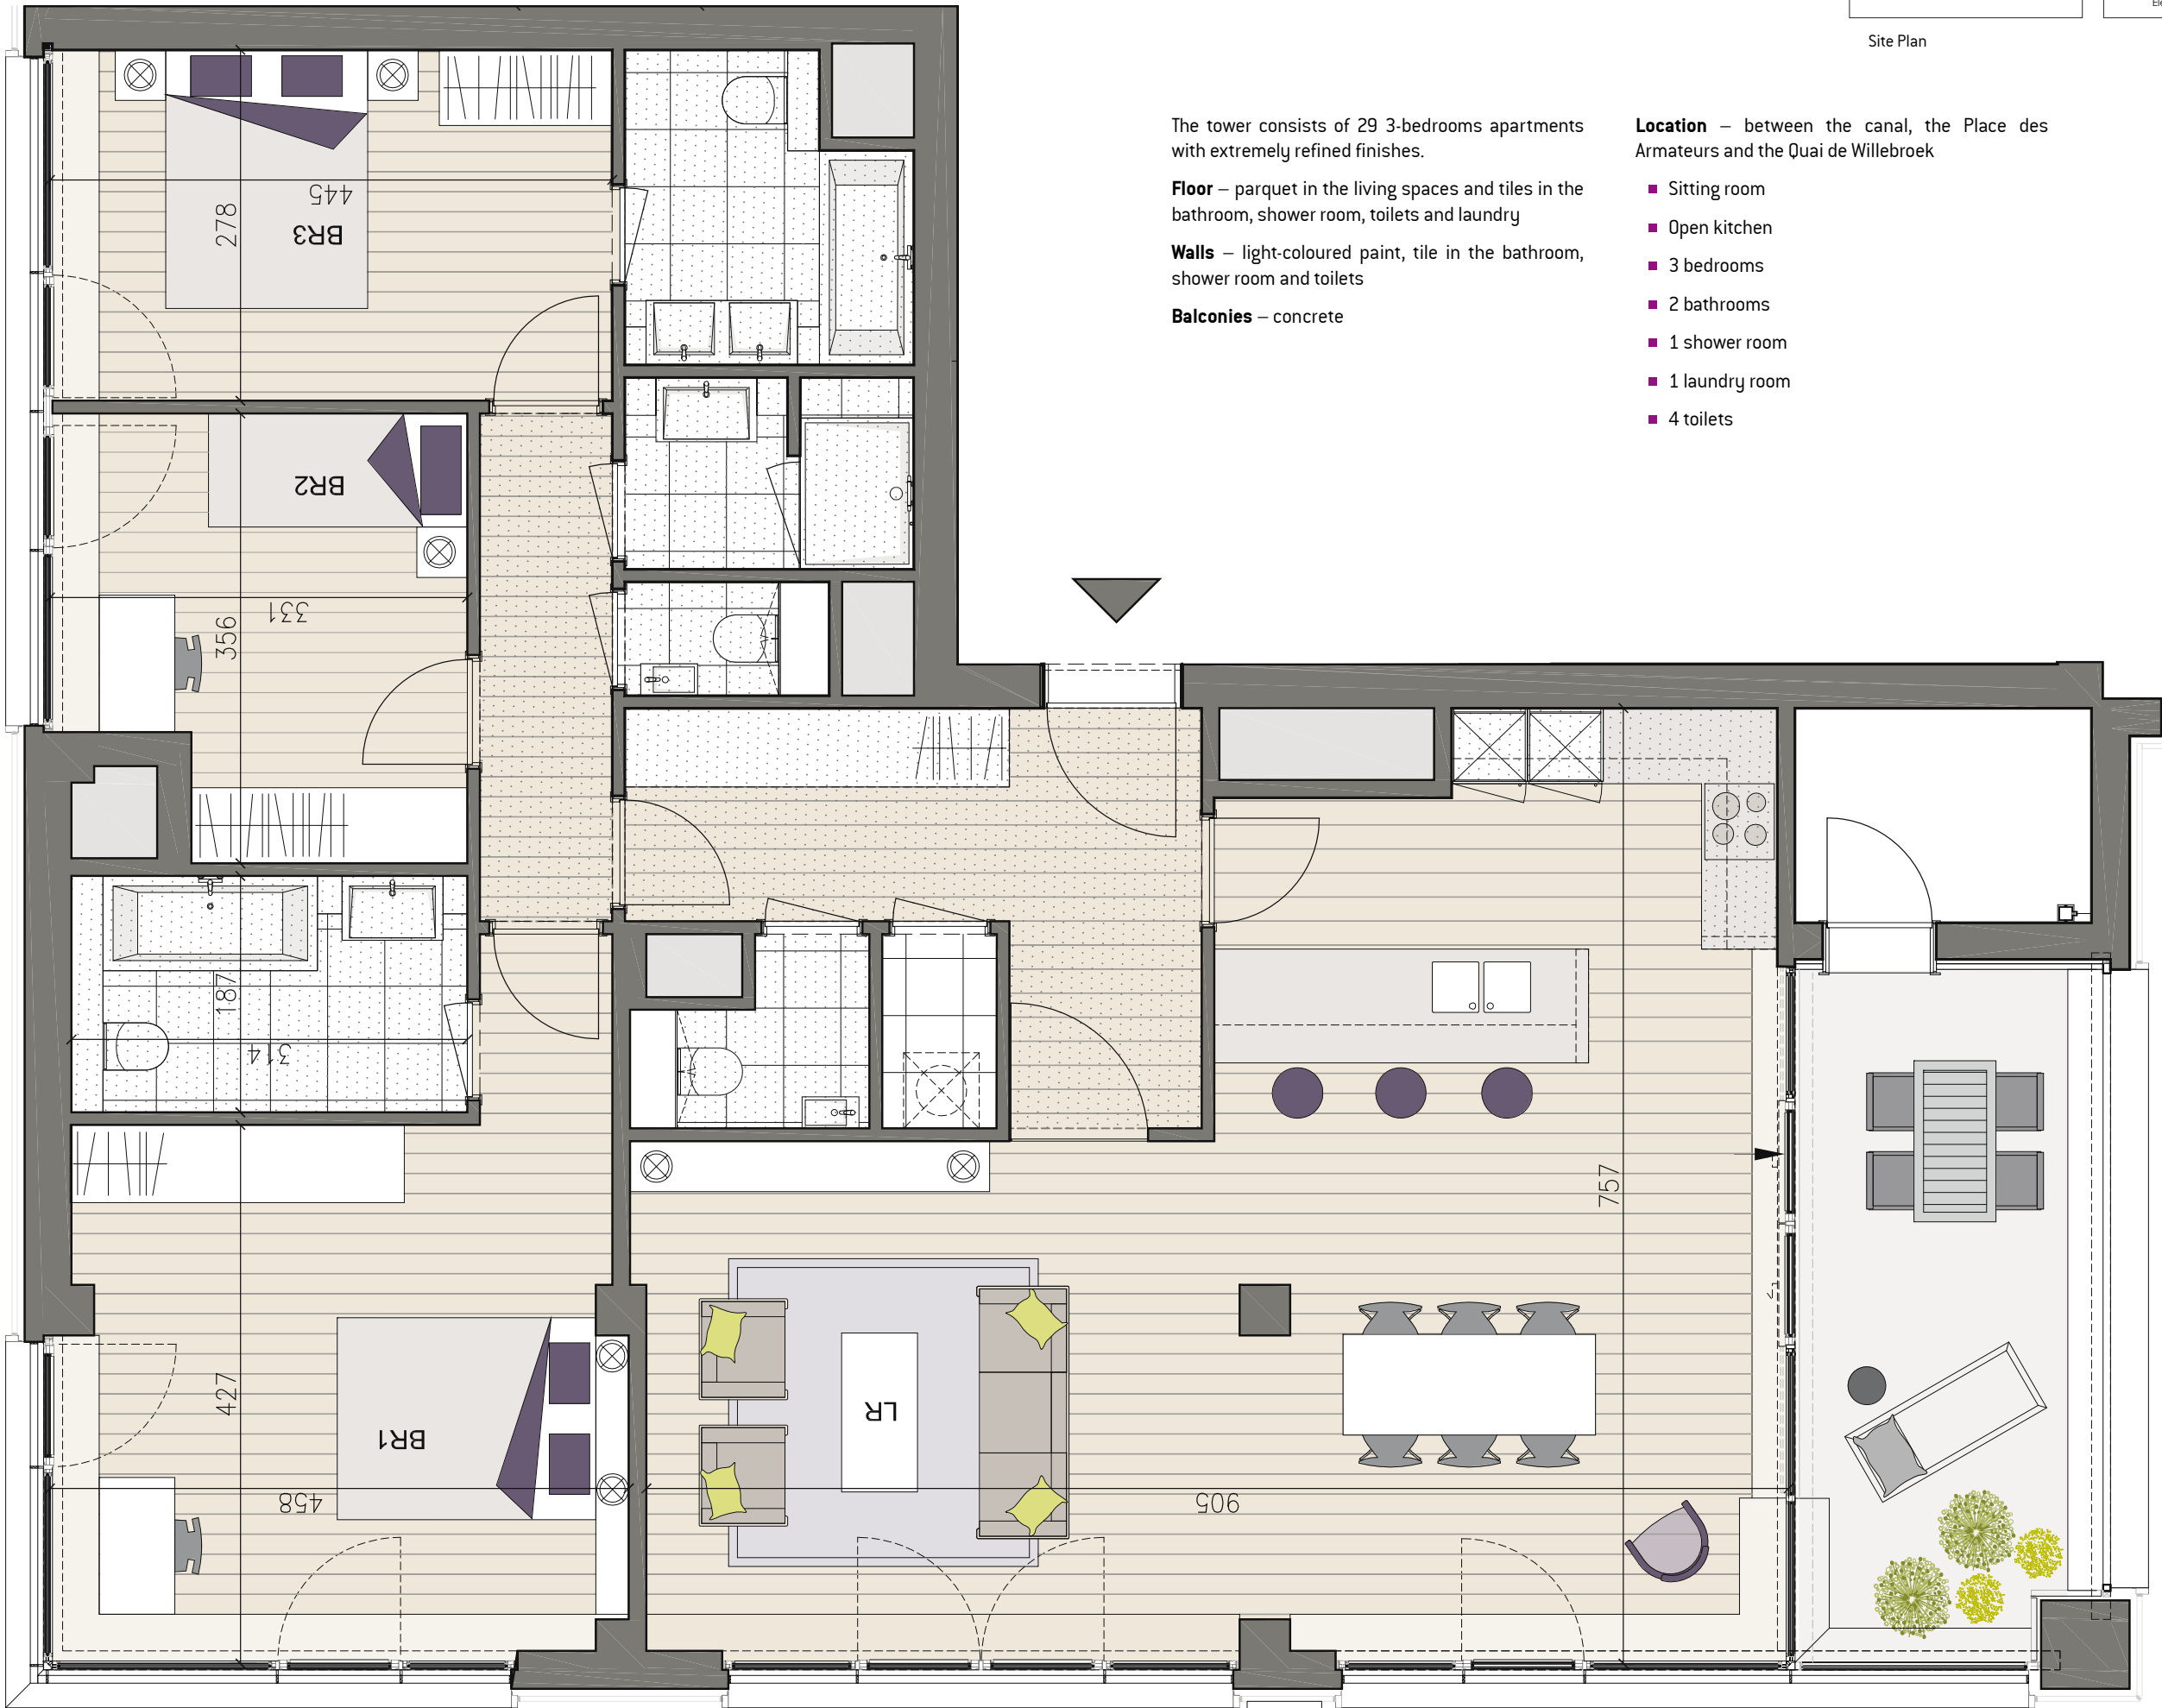 Ele
Site Plan
The tower consists of 29 3-bedrooms apartments
with extremely refined finishes.
Floor – parquet in the living spaces and tiles in the
bathroom, shower room, toilets and laundry
Walls – light-coloured paint, tile in the bathroom,
shower room and toilets
Balconies – concrete
Location – between the canal, the Place des
Armateurs and the Quai de Willebroek
Sitting room
Open kitchen
3 bedrooms
2 bathrooms
1 shower room
1 laundry room
4 toilets
445
278
BR3
BR2
331
356
187
314
427
BR1
458
LR
757
905